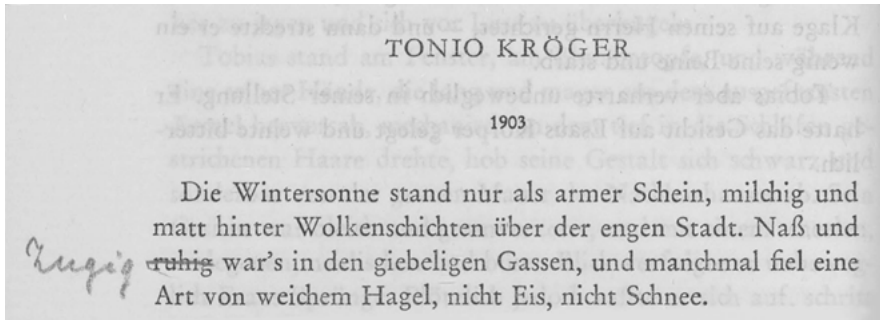 TONIO KRÖGER
1903
Die Wintersonne stand nur als armer Schein, milchig und
matt hinter Wolkenschichten über der engen Stadt. Naß und
Zugig ruhig war's in den giebeligen Gassen, und manchmal fiel eine
Art von weichem Hagel, nicht Eis, nicht Schnee.